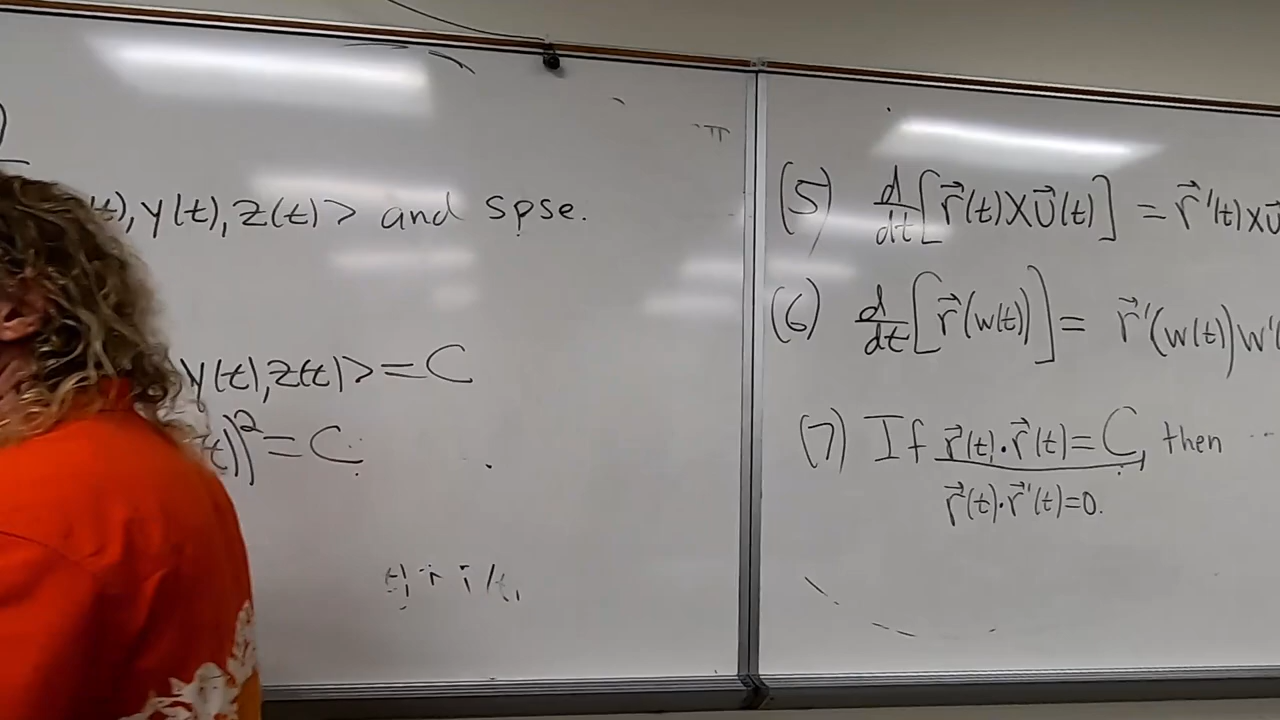 t), y(t), z(t)> and spse.
y(t), z(t)> = C
t))² = C
(5) d/dt [r⃗(t) X u⃗(t)] = r⃗'(t) X u⃗
(6) d/dt [r⃗(w(t))] = r⃗'(w(t)) w'(
(7) If r⃗(t)·r⃗(t) = C, then ...
r⃗(t)·r⃗'(t) = 0.